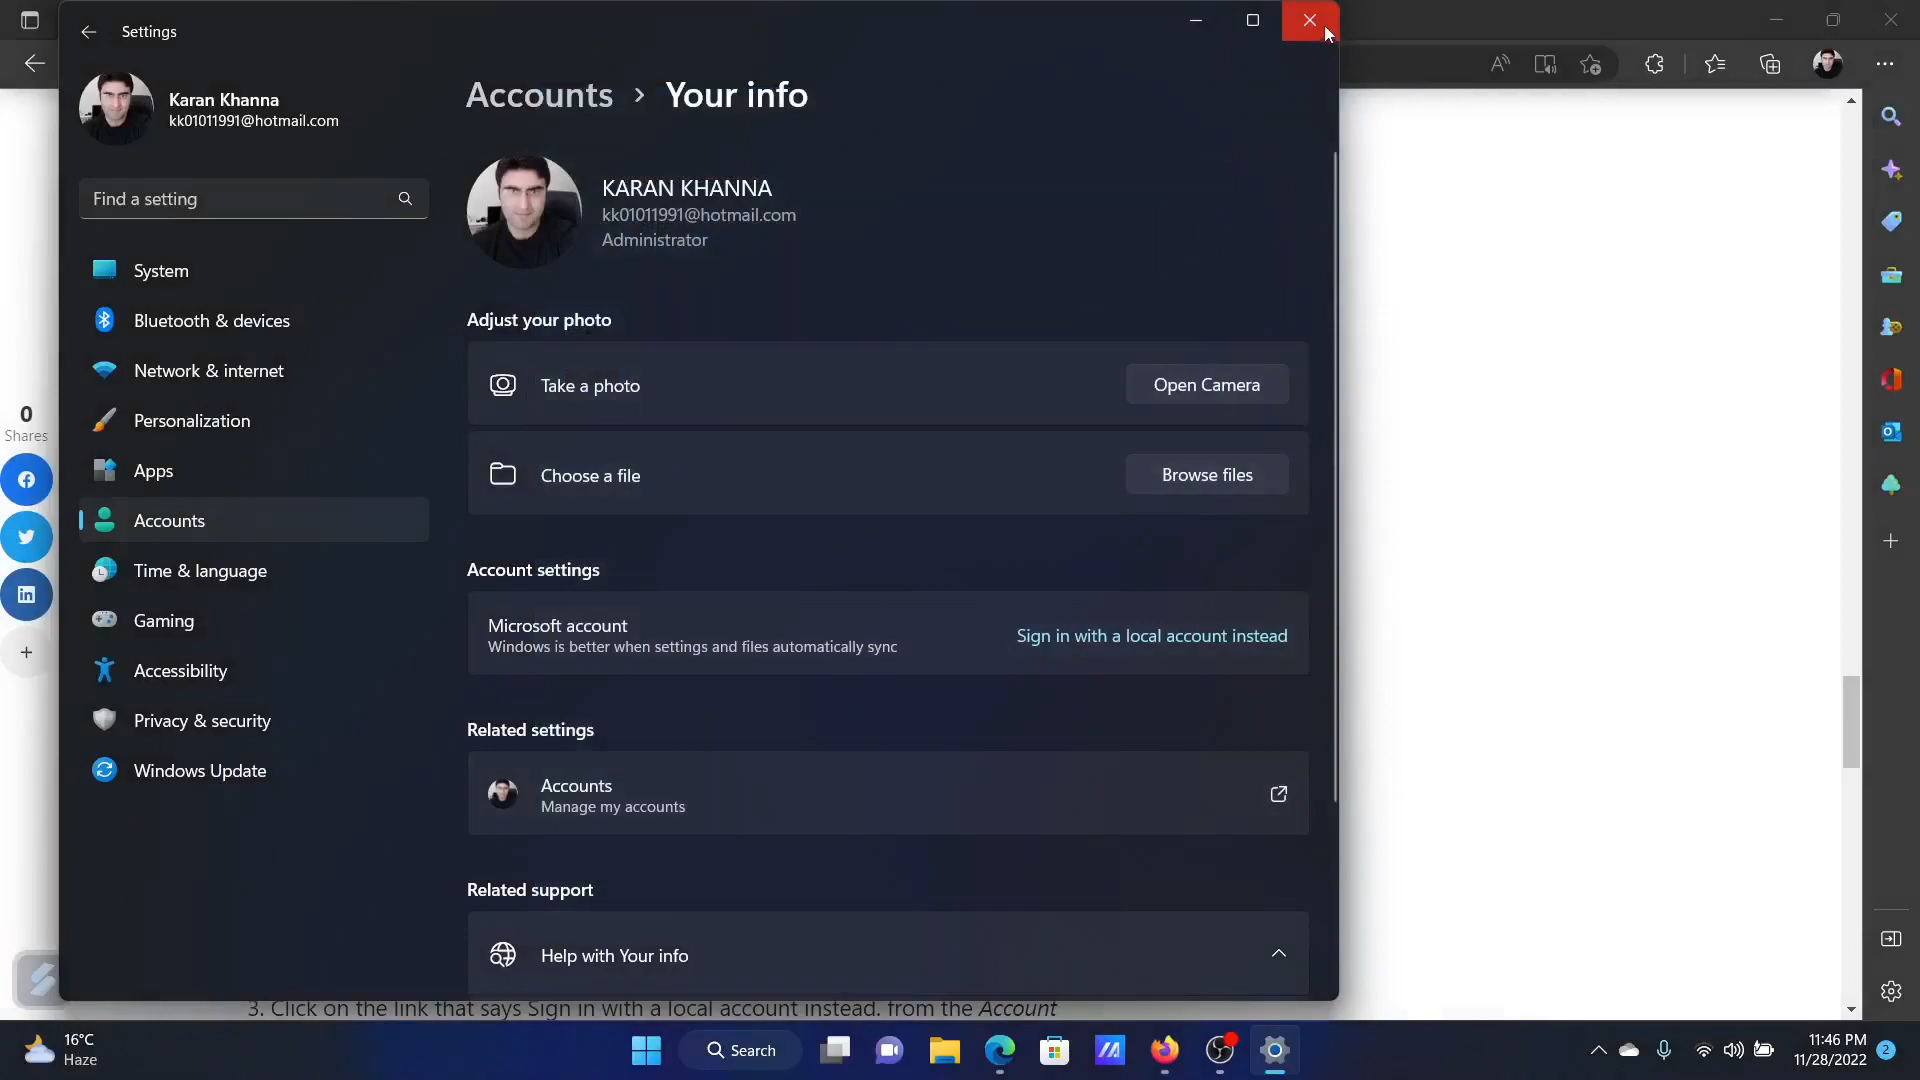 Settings
Karan Khanna
kk01011991@hotmail.com
Find a setting
System
Bluetooth & devices
Network & internet
Personalization
Apps
Accounts
Time & language
Gaming
Accessibility
Privacy & security
Windows Update
Accounts > Your info
KARAN KHANNA
kk01011991@hotmail.com
Administrator
Adjust your photo
Take a photo
Open Camera
Choose a file
Browse files
Account settings
Microsoft account
Windows is better when settings and files automatically sync
Sign in with a local account instead
Related settings
Accounts
Manage my accounts
Related support
Help with Your info
0
Shares
3. Click on the link that says Sign in with a local account instead. from the Account
16°C
Haze
Search
11:46 PM
11/28/2022
2